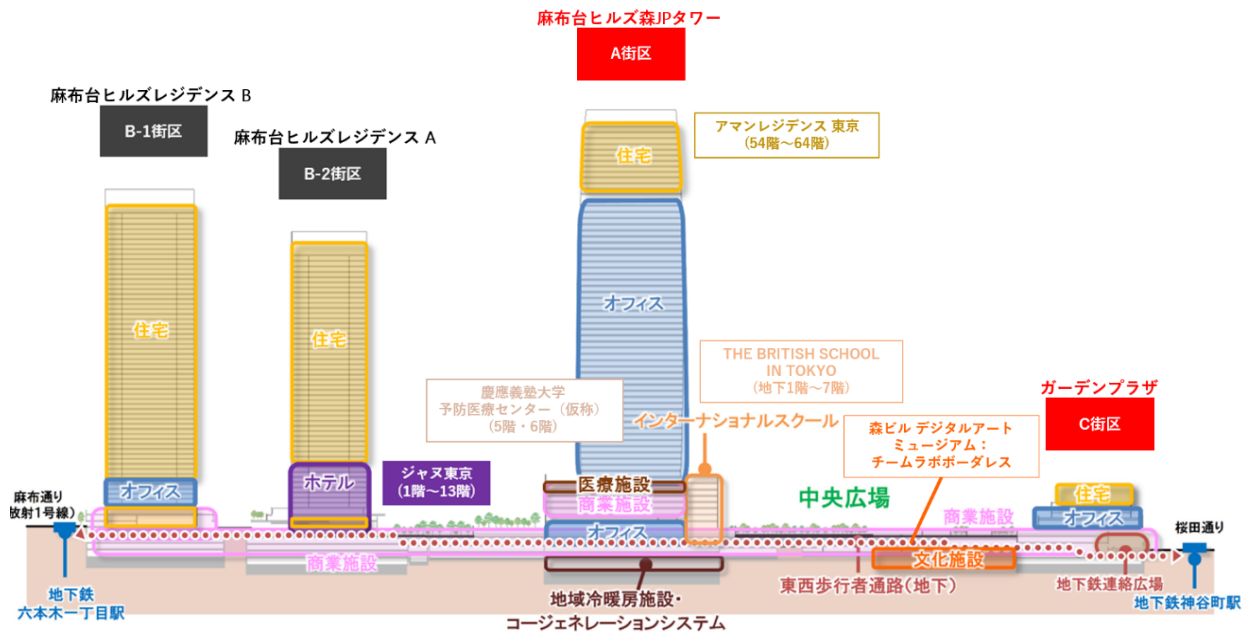 麻布台ヒルズ森JPタワー
A街区
麻布台ヒルズレジデンス B
B-1街区
麻布台ヒルズレジデンス A
B-2街区
アマンレジデンス 東京
(54階～64階)
住宅
オフィス
住宅
住宅
THE BRITISH SCHOOL
IN TOKYO
(地下1階～7階)
慶應義塾大学
予防医療センター（仮称）
(5階・6階)
インターナショナルスクール
ガーデンプラザ
C街区
森ビル デジタルアート
ミュージアム：
チームラボボーダレス
ホテル
ジャヌ東京
(1階～13階)
オフィス
医療施設
商業施設
オフィス
中央広場
住宅
オフィス
商業施設
麻布通り
放射1号線)
桜田通り
商業施設
文化施設
東西歩行者通路(地下)
地下鉄連絡広場
地下鉄
六本木一丁目駅
地下鉄神谷町駅
地域冷暖房施設・
コージェネレーションシステム